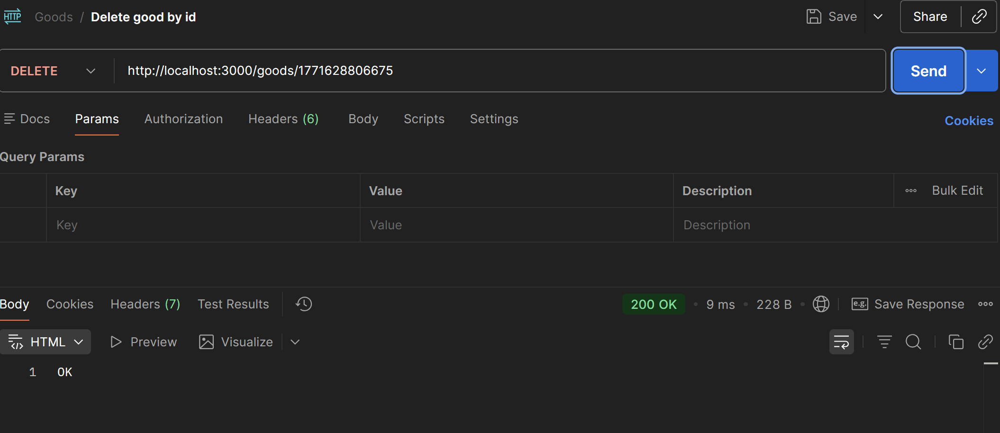 HTTP Goods / Delete good by id Save Share
DELETE http://localhost:3000/goods/1771628806675 Send
Docs Params Authorization Headers (6) Body Scripts Settings Cookies
Query Params
Key Value Description Bulk Edit
Key Value Description
Body Cookies Headers (7) Test Results 200 OK • 9 ms • 228 B • e.g. Save Response
HTML Preview Visualize
1 OK